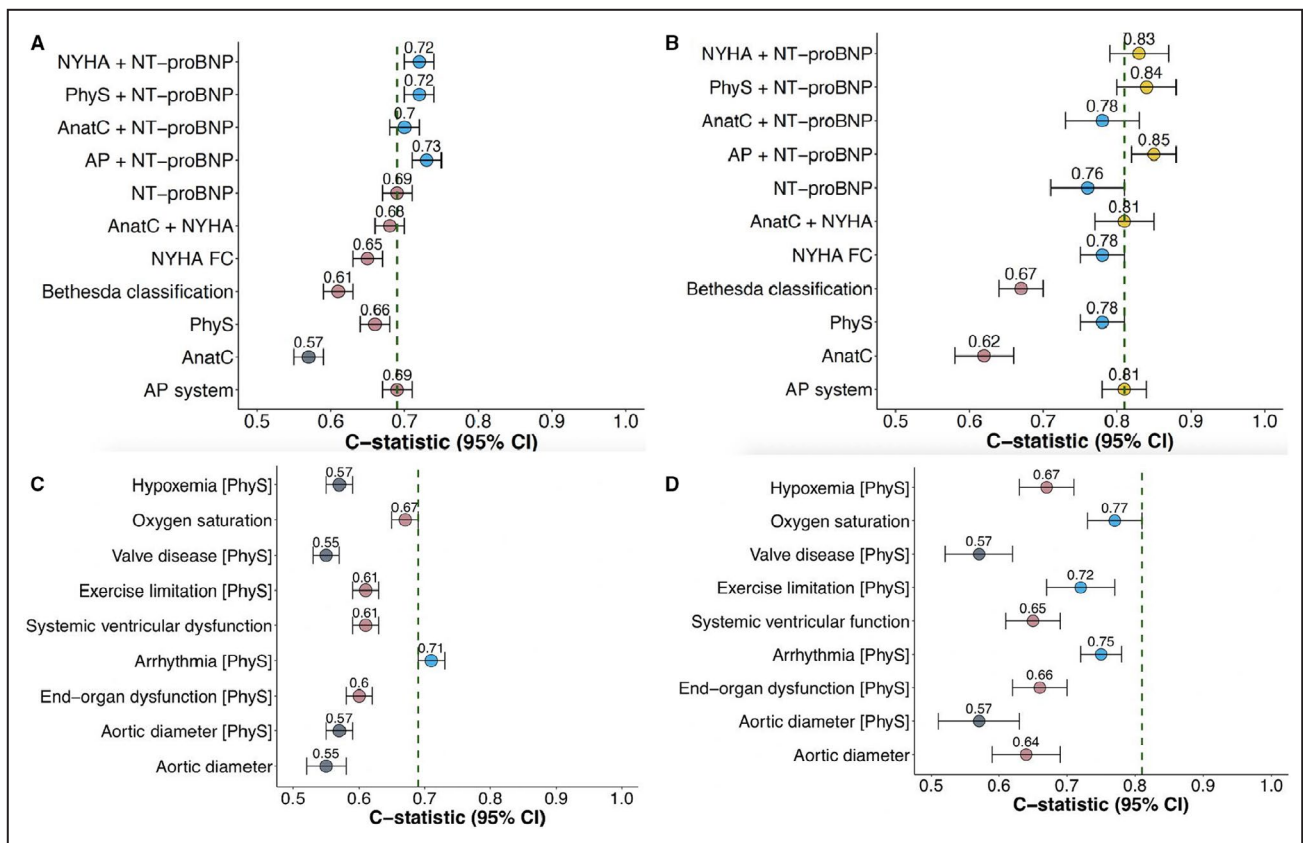 A
NYHA + NT−proBNP 0.72
PhyS + NT−proBNP 0.72
AnatC + NT−proBNP 0.7
AP + NT−proBNP 0.73
NT−proBNP 0.69
AnatC + NYHA 0.68
NYHA FC 0.65
Bethesda classification 0.61
PhyS 0.66
AnatC 0.57
AP system 0.69
0.5 0.6 0.7 0.8 0.9 1.0
C−statistic (95% CI)
B
NYHA + NT−proBNP 0.83
PhyS + NT−proBNP 0.84
AnatC + NT−proBNP 0.78
AP + NT−proBNP 0.85
NT−proBNP 0.76
AnatC + NYHA 0.81
NYHA FC 0.78
Bethesda classification 0.67
PhyS 0.78
AnatC 0.62
AP system 0.81
0.5 0.6 0.7 0.8 0.9 1.0
C−statistic (95% CI)
C
Hypoxemia [PhyS] 0.57
Oxygen saturation 0.67
Valve disease [PhyS] 0.55
Exercise limitation [PhyS] 0.61
Systemic ventricular dysfunction 0.61
Arrhythmia [PhyS] 0.71
End−organ dysfunction [PhyS] 0.6
Aortic diameter [PhyS] 0.57
Aortic diameter 0.55
0.5 0.6 0.7 0.8 0.9 1.0
C−statistic (95% CI)
D
Hypoxemia [PhyS] 0.67
Oxygen saturation 0.77
Valve disease [PhyS] 0.57
Exercise limitation [PhyS] 0.72
Systemic ventricular function 0.65
Arrhythmia [PhyS] 0.75
End−organ dysfunction [PhyS] 0.66
Aortic diameter [PhyS] 0.57
Aortic diameter 0.64
0.5 0.6 0.7 0.8 0.9 1.0
C−statistic (95% CI)